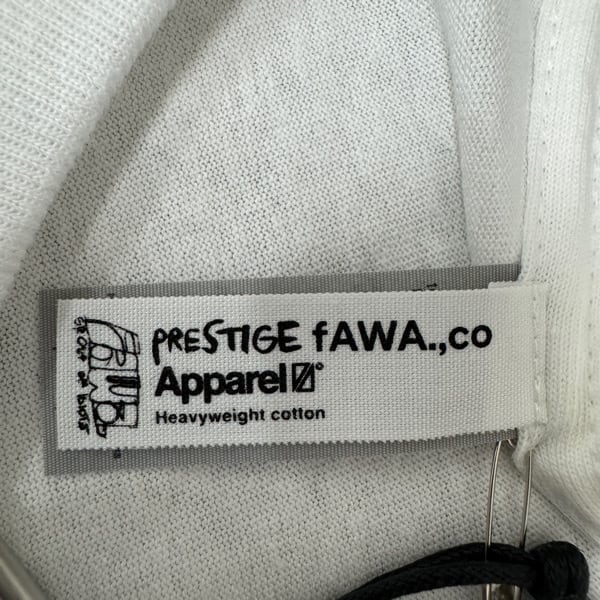 PRESTIGE fAWA.,co
Apparel
Heavyweight cotton